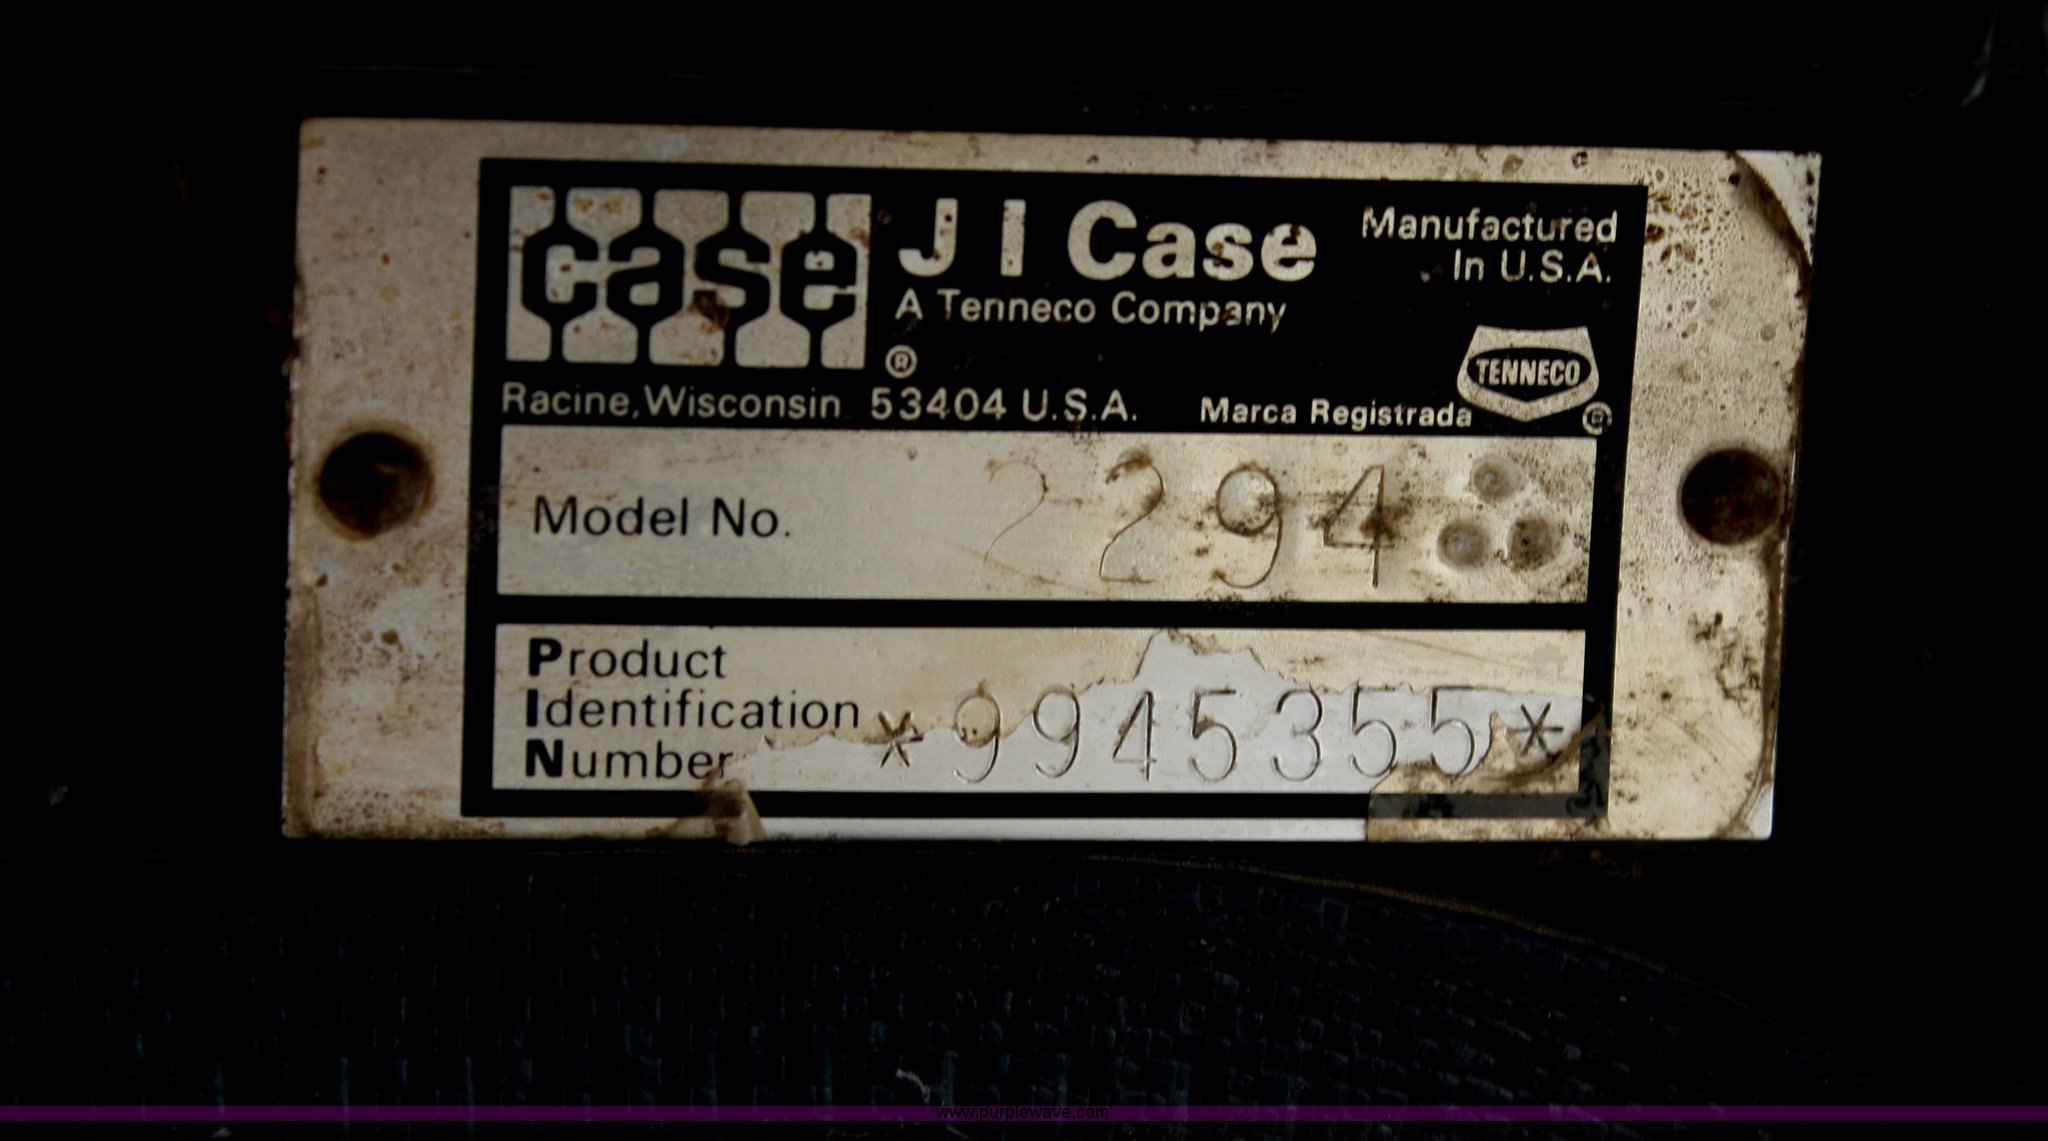 case ® J I Case Manufactured
In U.S.A.
A Tenneco Company
TENNECO
Racine, Wisconsin 53404 U.S.A. Marca Registrada ®
Model No. 2294
Product
Identification
Number *9945355*
www.purplewave.com